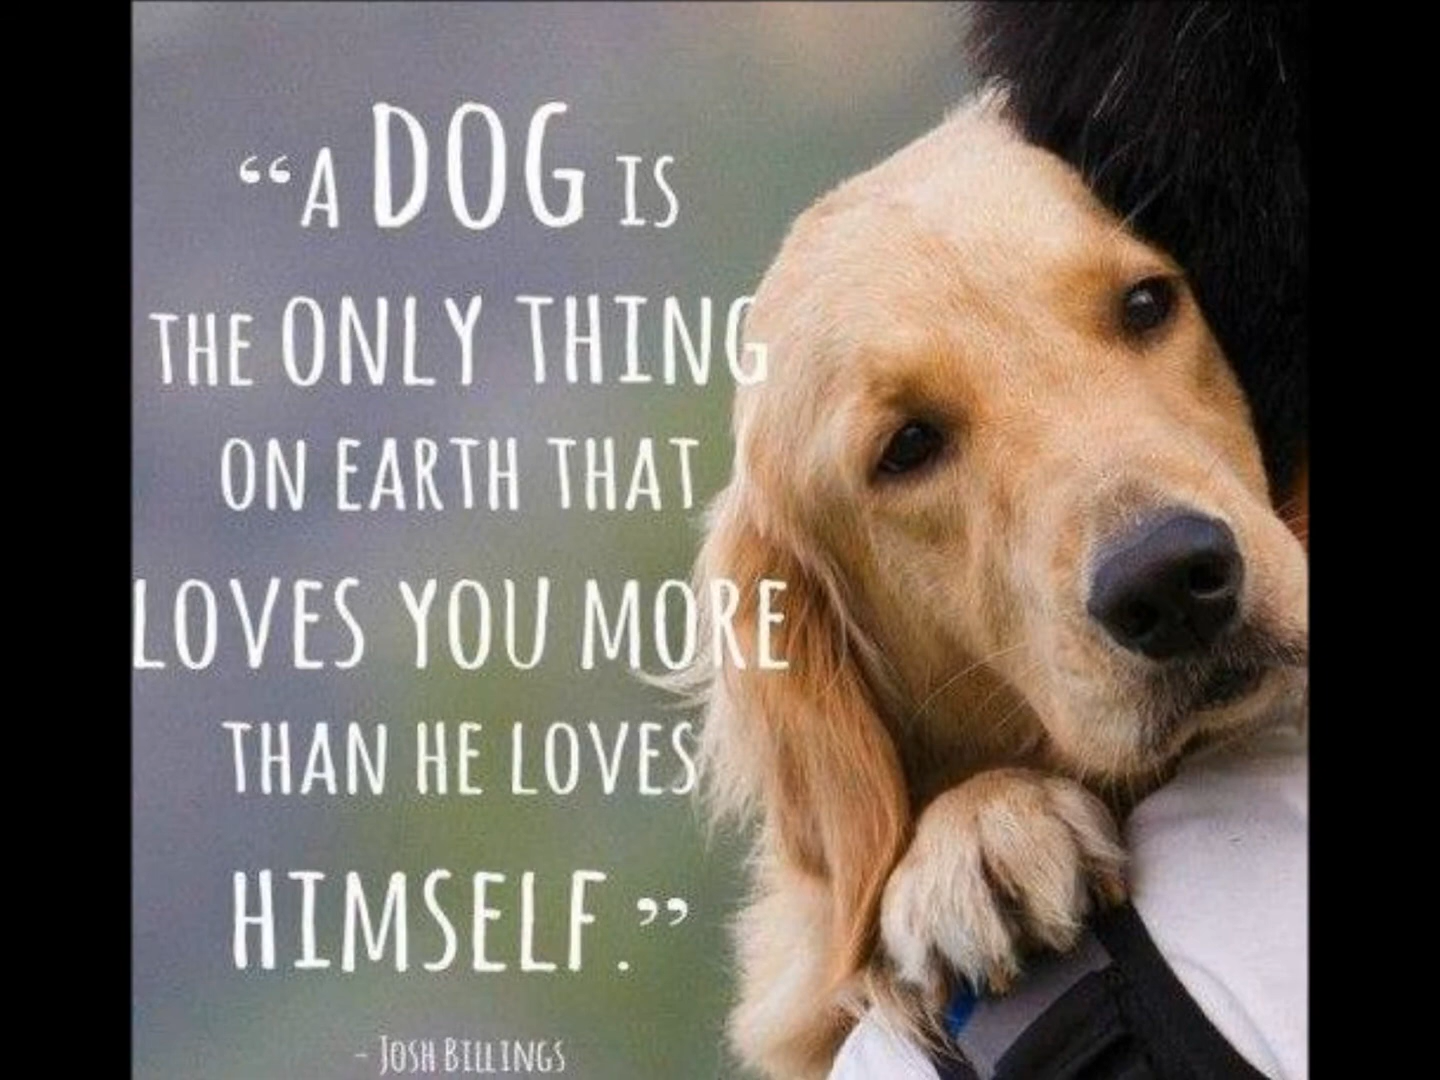 “A DOG IS
THE ONLY THING
ON EARTH THAT
LOVES YOU MORE
THAN HE LOVES
HIMSELF.”
- JOSH BILLINGS